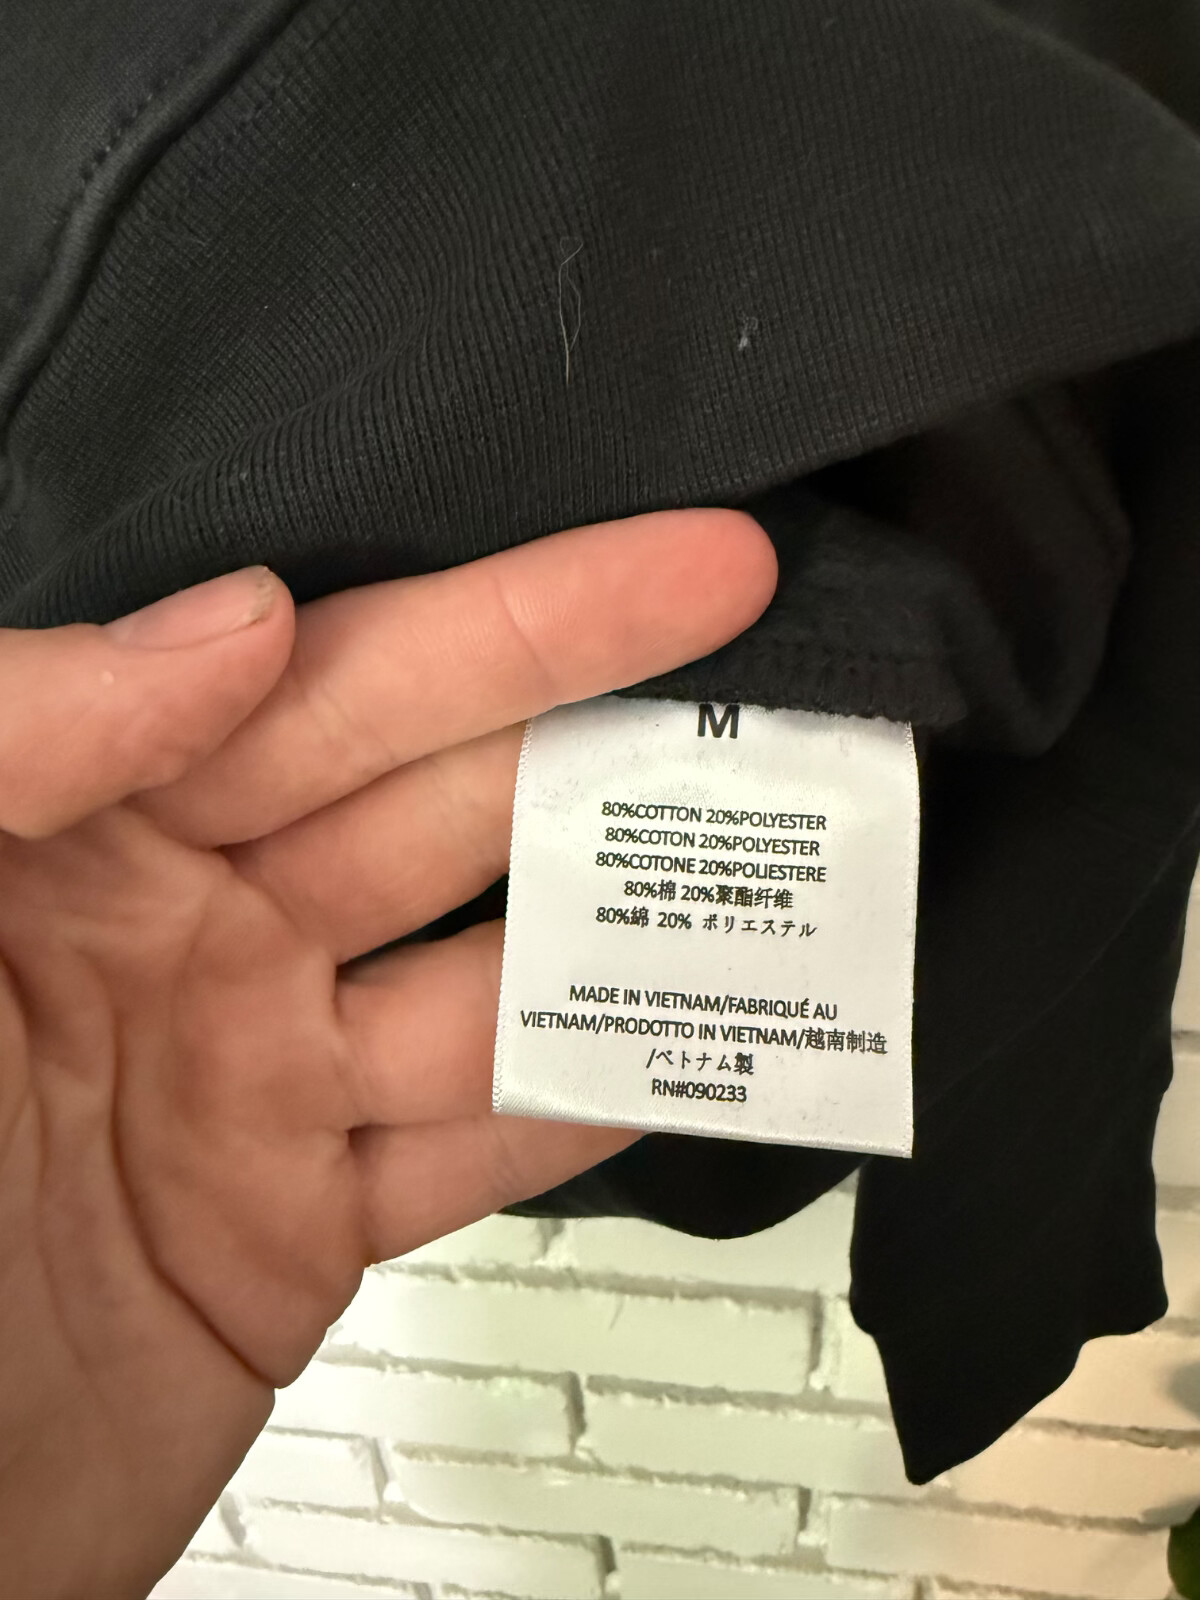 M
80%COTTON 20%POLYESTER
80%COTON 20%POLYESTER
80%COTONE 20%POLIESTERE
80%棉 20%聚酯纤维
80%綿 20% ポリエステル
MADE IN VIETNAM/FABRIQUÉ AU
VIETNAM/PRODOTTO IN VIETNAM/越南制造
/ベトナム製
RN#090233